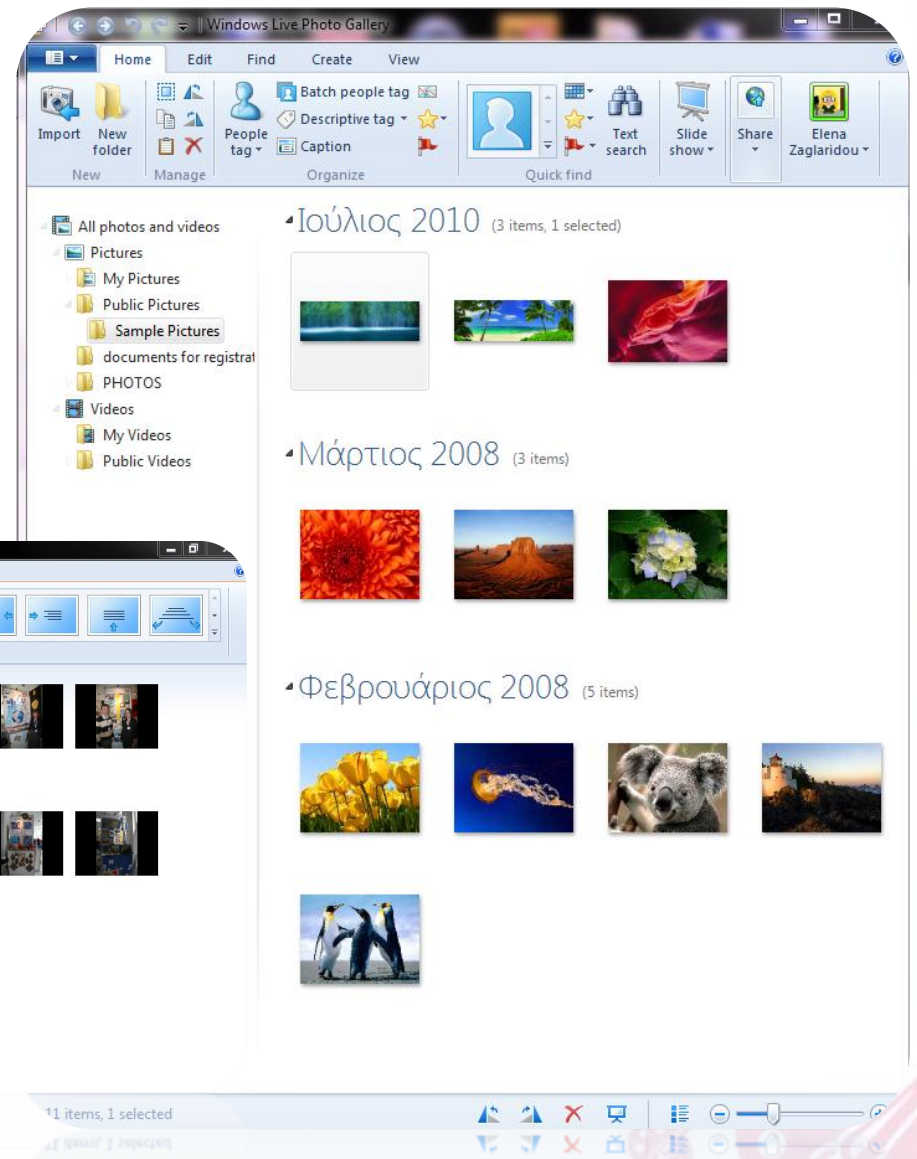 Windows Live Photo Gallery
Home Edit Find Create View
Import
New folder
People tag
Batch people tag
Descriptive tag
Caption
Text search
Slide show
Share
Elena Zaglaridou
New Manage Organize Quick find
All photos and videos
Pictures
My Pictures
Public Pictures
Sample Pictures
documents for registrat
PHOTOS
Videos
My Videos
Public Videos
Ιούλιος 2010 (3 items, 1 selected)
Μάρτιος 2008 (3 items)
Φεβρουάριος 2008 (5 items)
11 items, 1 selected